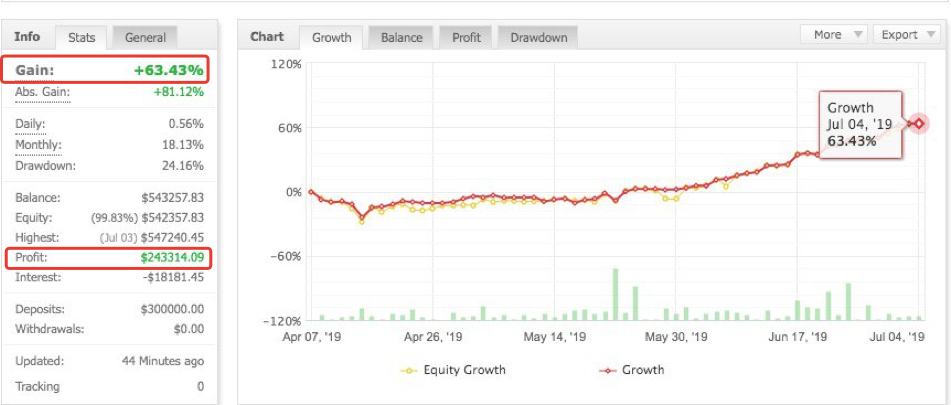 Info Stats General
Gain: +63.43%
Abs. Gain: +81.12%
Daily: 0.56%
Monthly: 18.13%
Drawdown: 24.16%
Balance: $543257.83
Equity: (99.83%) $542357.83
Highest: (Jul 03) $547240.45
Profit: $243314.09
Interest: -$18181.45
Deposits: $300000.00
Withdrawals: $0.00
Updated: 44 Minutes ago
Tracking 0
Chart Growth Balance Profit Drawdown More Export
120%
60%
0%
-60%
-120%
Growth
Jul 04, '19
63.43%
Apr 07, '19 Apr 26, '19 May 14, '19 May 30, '19 Jun 17, '19 Jul 04, '19
Equity Growth Growth